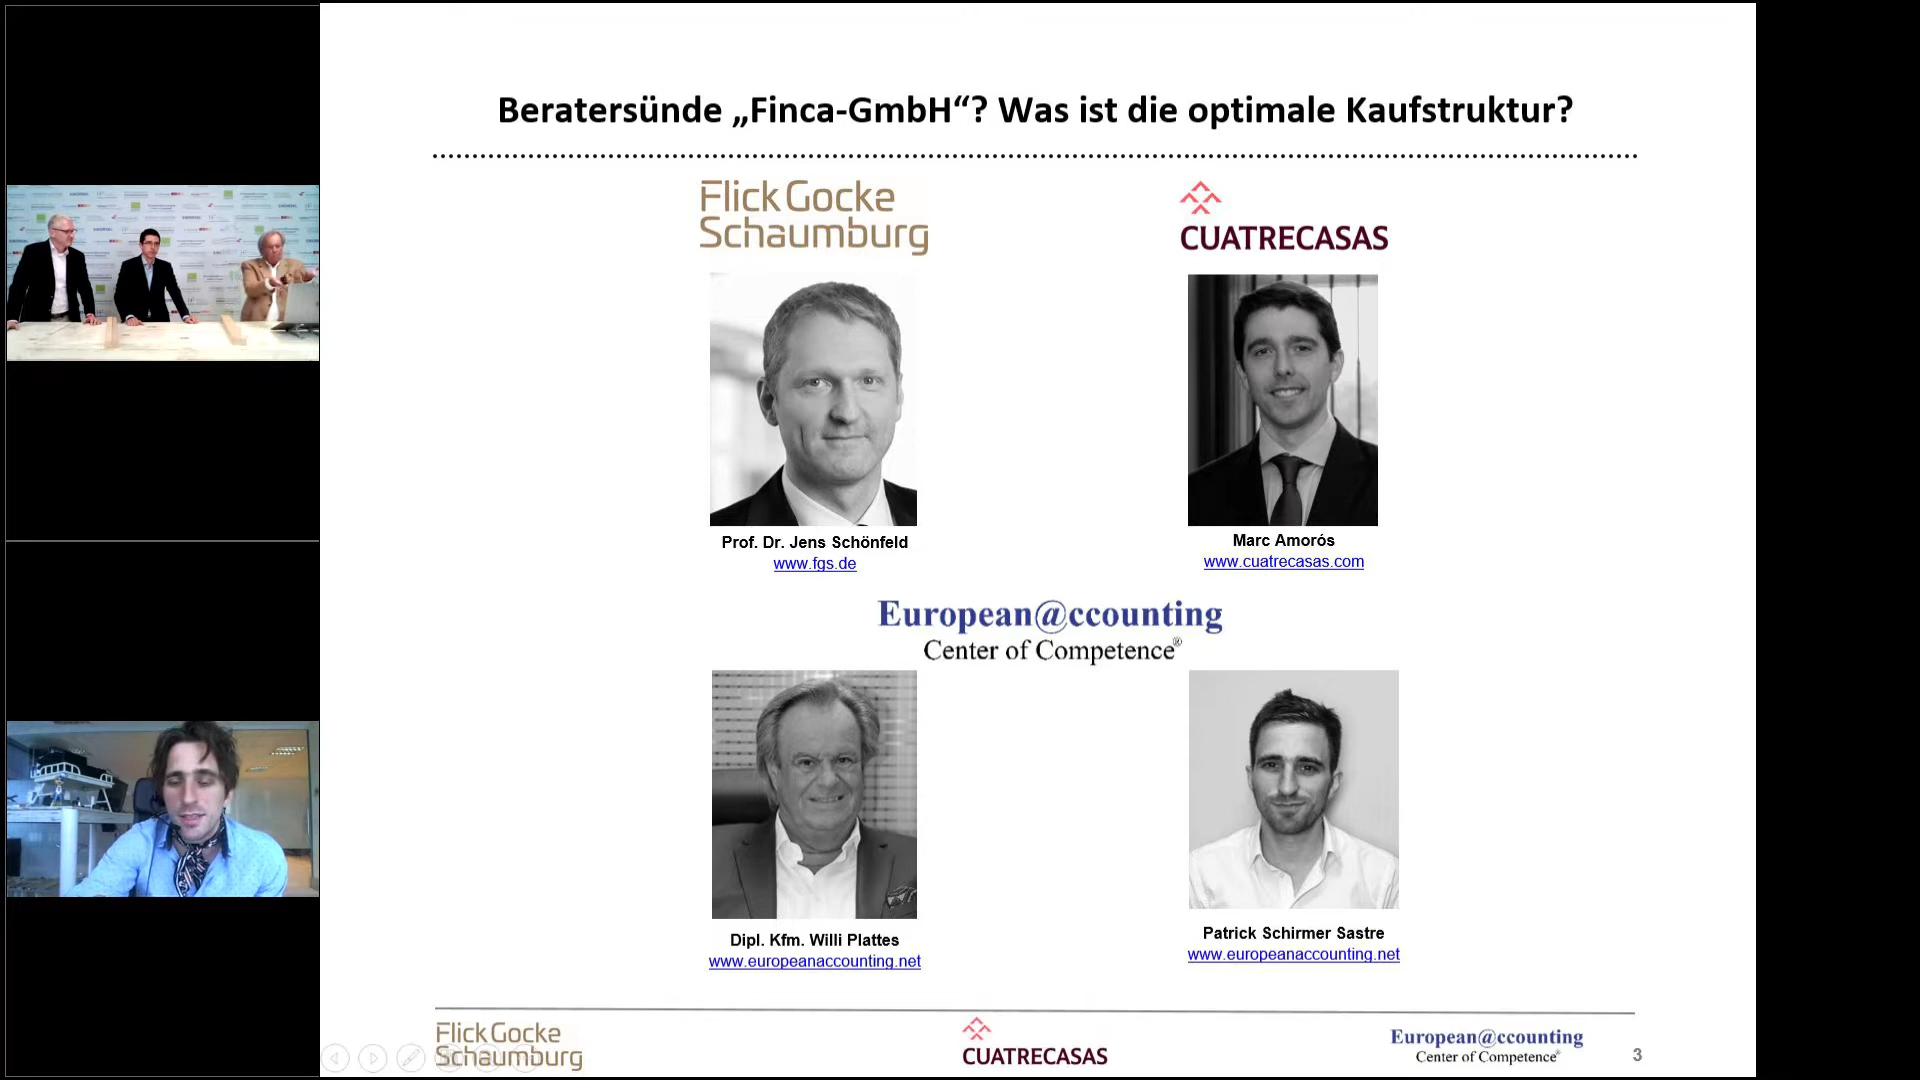 Beratersünde „Finca-GmbH“? Was ist die optimale Kaufstruktur?
Flick Gocke
Schaumburg
CUATRECASAS
Prof. Dr. Jens Schönfeld
www.fgs.de
Marc Amorós
www.cuatrecasas.com
European@ccounting
Center of Competence®
Dipl. Kfm. Willi Plattes
www.europeanaccounting.net
Patrick Schirmer Sastre
www.europeanaccounting.net
Flick Gocke
Schaumburg
CUATRECASAS
European@ccounting
Center of Competence®
3